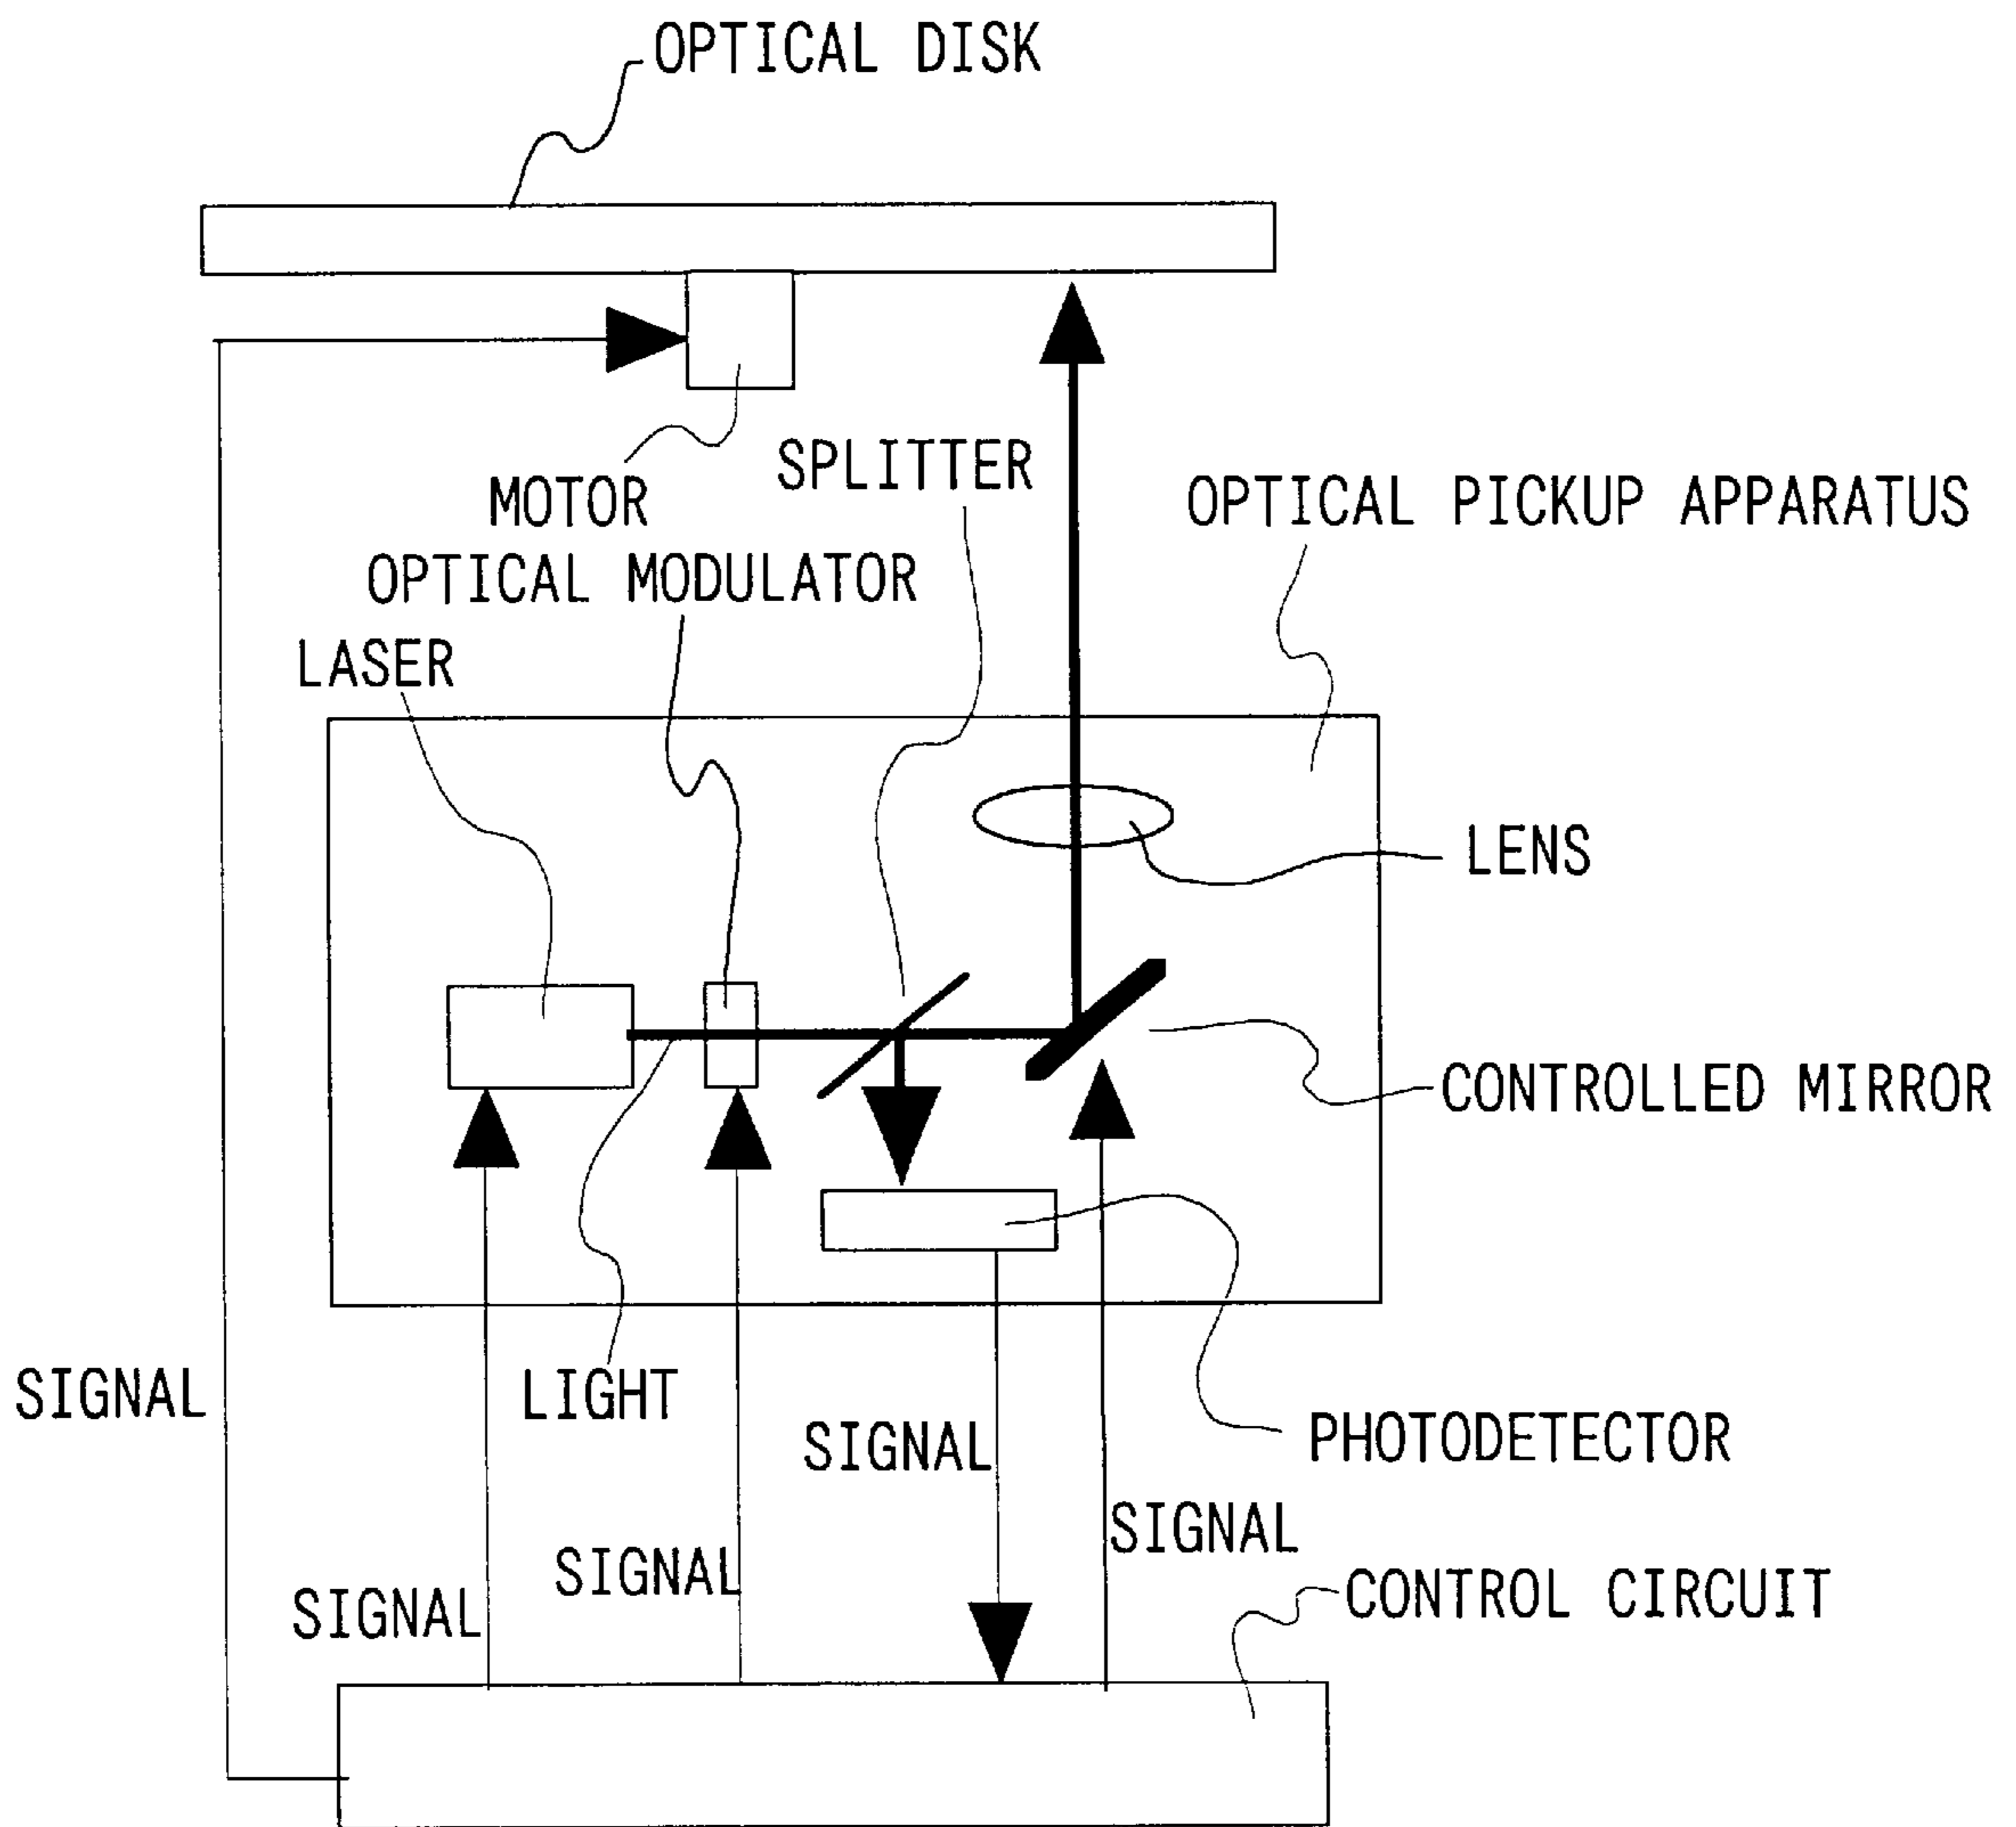 OPTICAL DISK
SPLITTER
MOTOR
OPTICAL PICKUP APPARATUS
OPTICAL MODULATOR
LASER
LENS
CONTROLLED MIRROR
SIGNAL
LIGHT
SIGNAL
PHOTODETECTOR
SIGNAL
SIGNAL
SIGNAL
CONTROL CIRCUIT